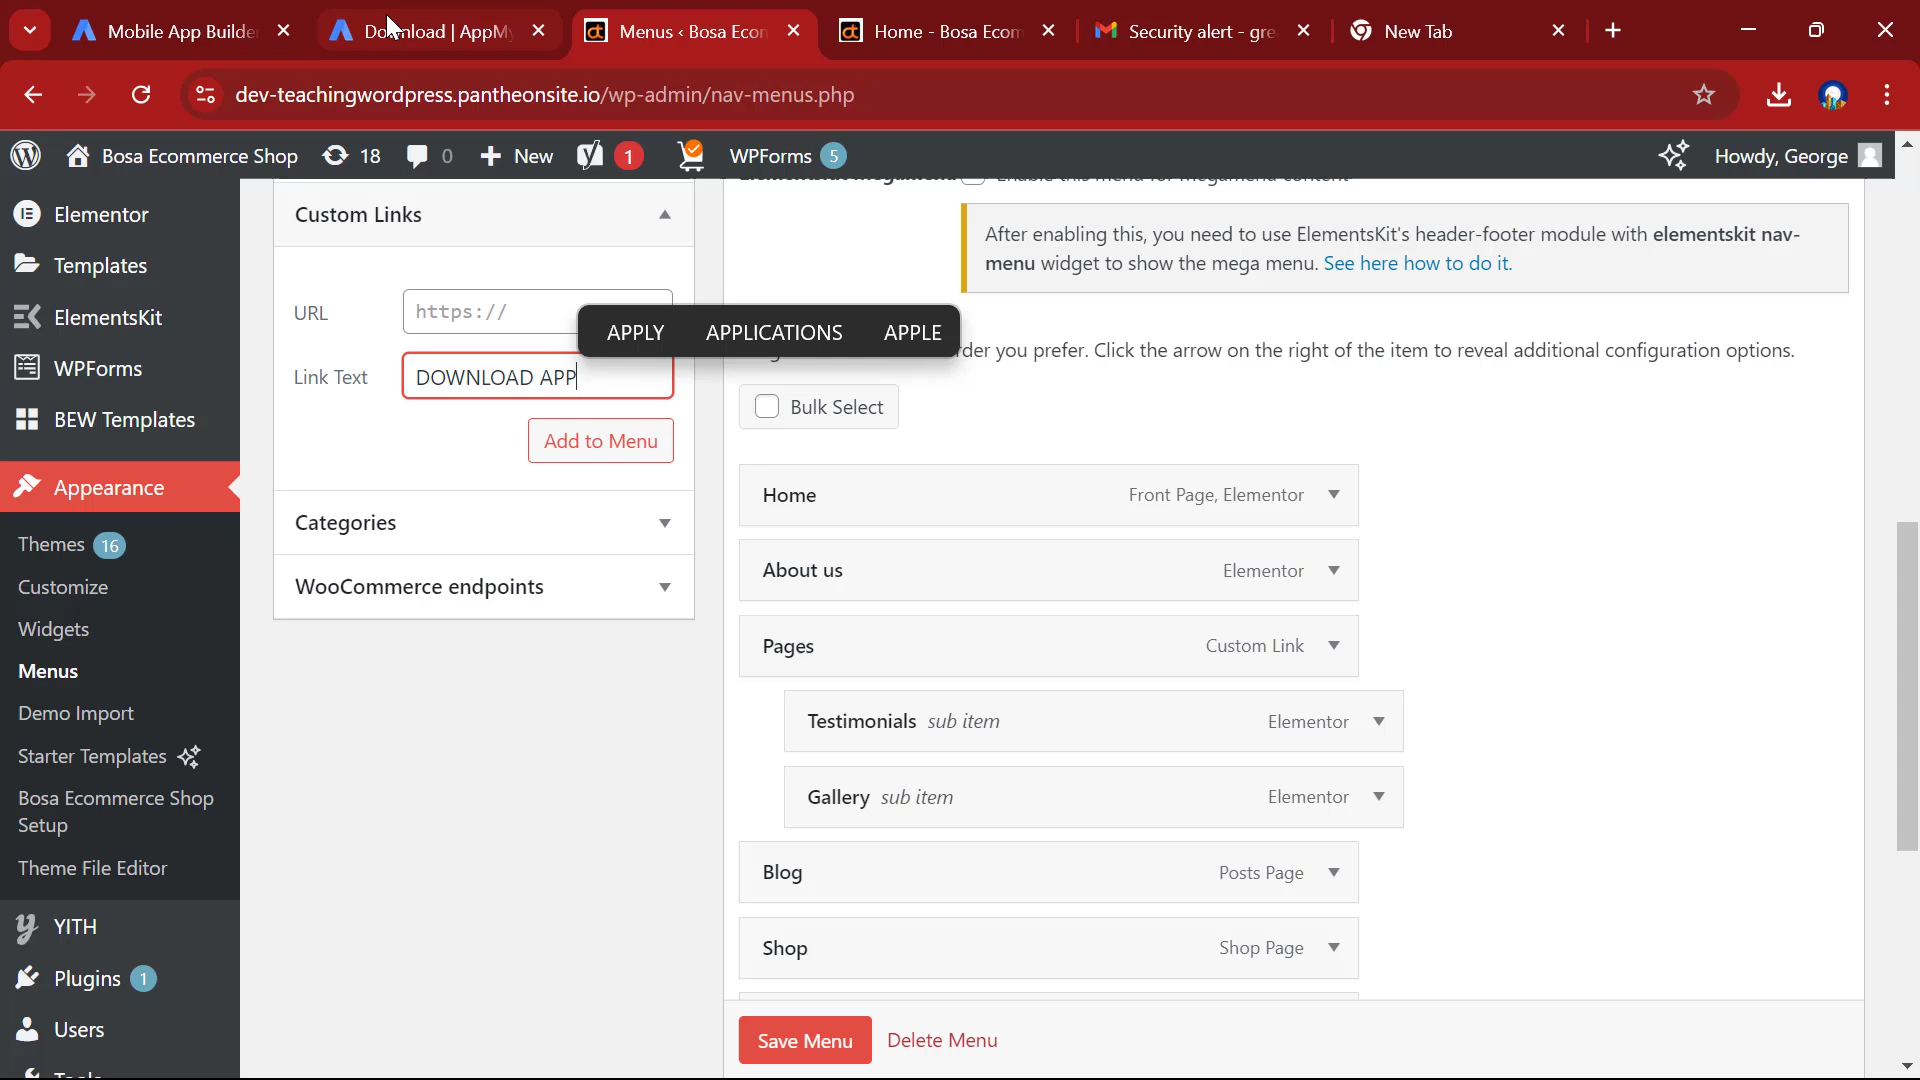 Mobile App Builde
Download | AppMy
Menus ‹ Bosa Econ
Home - Bosa Ecom
Security alert - gre
New Tab
dev-teachingwordpress.pantheonsite.io/wp-admin/nav-menus.php
Bosa Ecommerce Shop
18
0
New
1
WPForms 5
Howdy, George
Elementor
Templates
ElementsKit
WPForms
BEW Templates
Appearance
Themes 16
Customize
Widgets
Menus
Demo Import
Starter Templates
Bosa Ecommerce Shop
Setup
Theme File Editor
YITH
Plugins 1
Users
Custom Links
URL
https://
Link Text
DOWNLOAD APP
Add to Menu
Categories
WooCommerce endpoints
APPLY APPLICATIONS APPLE
After enabling this, you need to use ElementsKit's header-footer module with elementskit nav-
menu widget to show the mega menu. See here how to do it.
you prefer. Click the arrow on the right of the item to reveal additional configuration options.
Bulk Select
Home Front Page, Elementor
About us Elementor
Pages Custom Link
Testimonials sub item Elementor
Gallery sub item Elementor
Blog Posts Page
Shop Shop Page
Save Menu Delete Menu